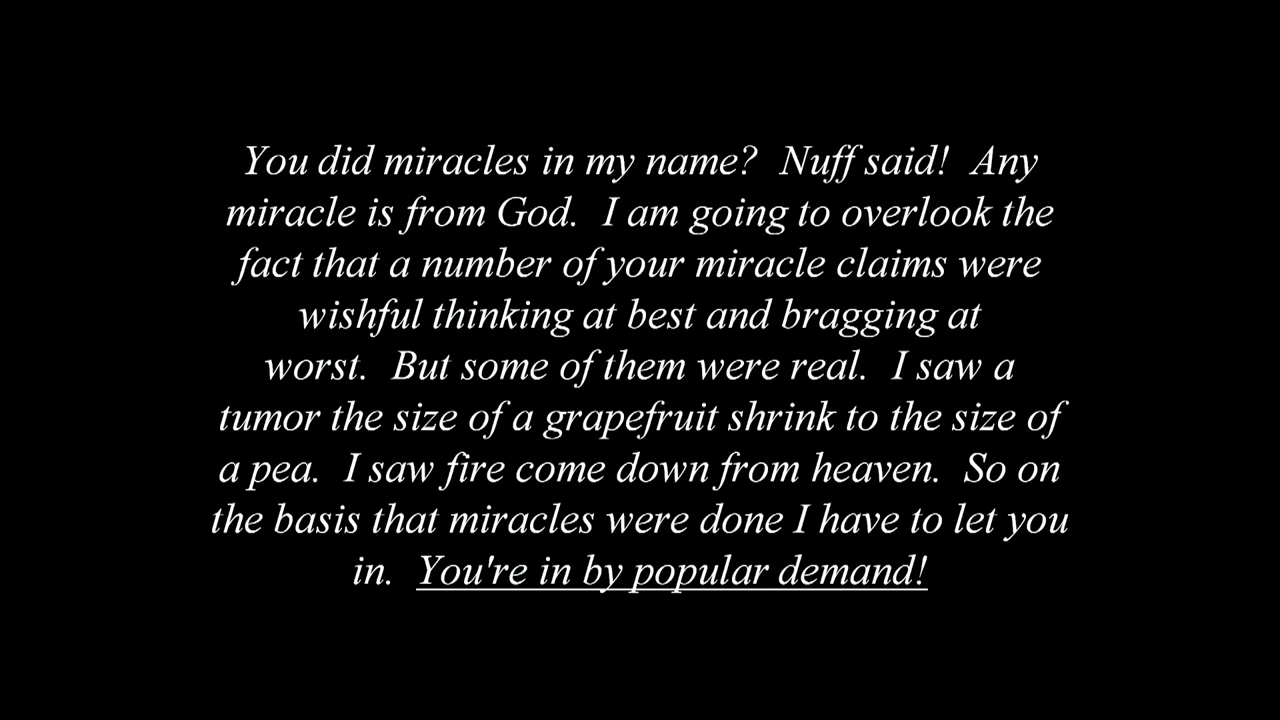 You did miracles in my name?  Nuff said!  Any
miracle is from God.  I am going to overlook the
fact that a number of your miracle claims were
wishful thinking at best and bragging at
worst.  But some of them were real.  I saw a
tumor the size of a grapefruit shrink to the size of
a pea.  I saw fire come down from heaven.  So on
the basis that miracles were done I have to let you
in.  You're in by popular demand!